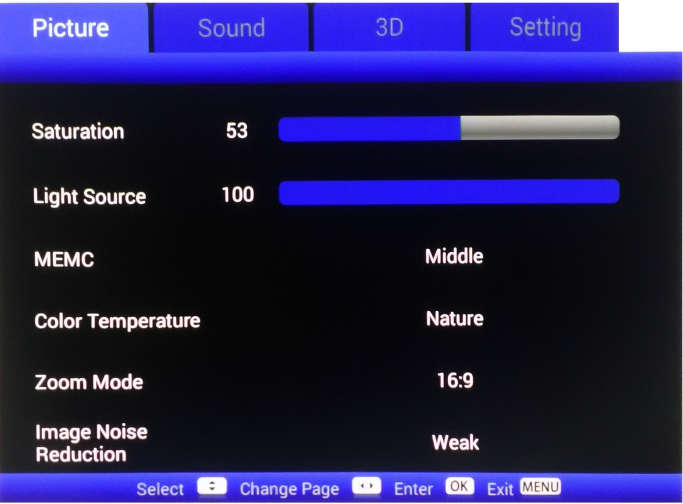 Picture Sound 3D Setting
Saturation 53
Light Source 100
MEMC Middle
Color Temperature Nature
Zoom Mode 16:9
Image Noise
Reduction Weak
Select Change Page Enter OK Exit MENU